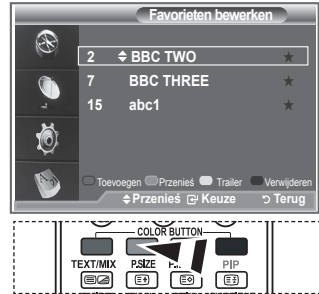 Favorieten bewerken
2 BBC TWO
7 BBC THREE
15 abc1
Toevoegen Przenieś Trailer Verwijderen
Przenieś Keuze Terug
COLOR BUTTON
TEXT/MIX P.SIZE PIP